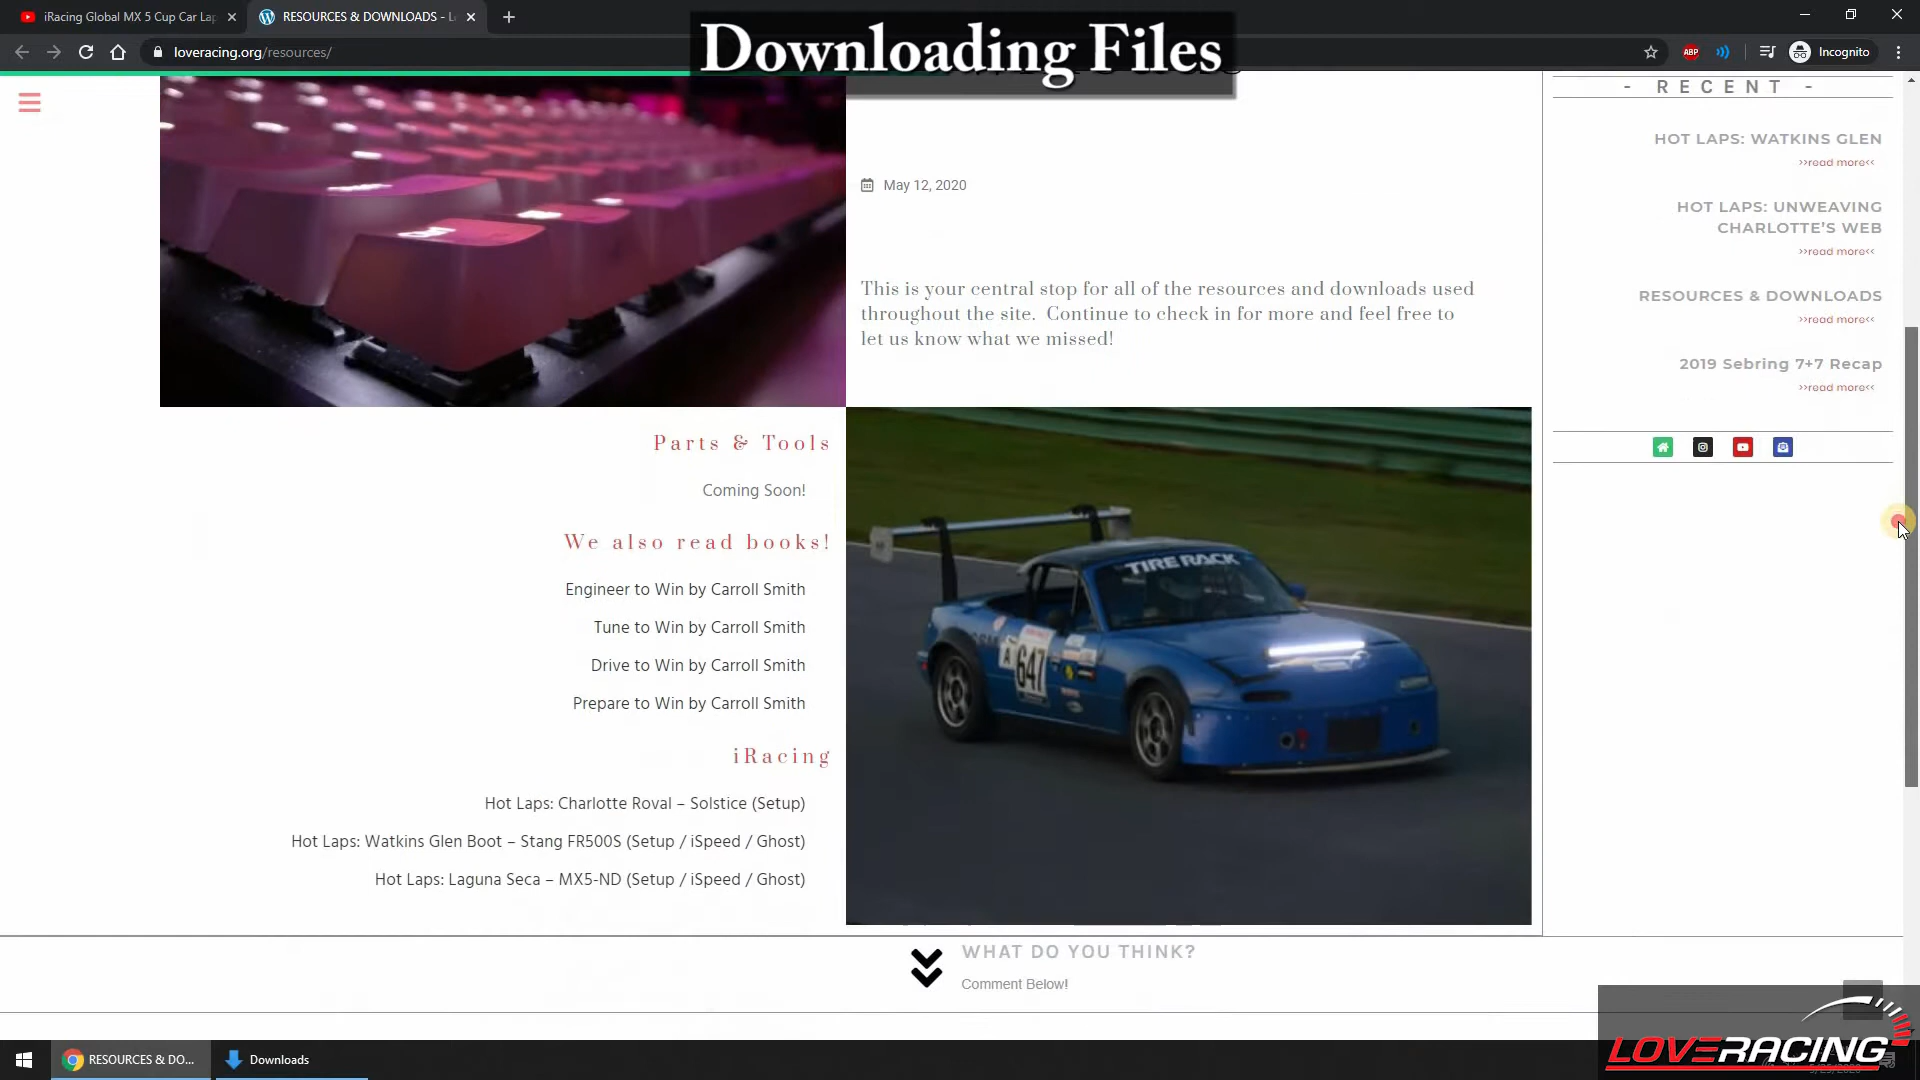 iRacing Global MX 5 Cup Car Lap
RESOURCES & DOWNLOADS - L
Downloading Files
loveracing.org/resources/
ABP
Incognito
- RECENT -
HOT LAPS: WATKINS GLEN
>>read more<<
HOT LAPS: UNWEAVING
CHARLOTTE'S WEB
>>read more<<
RESOURCES & DOWNLOADS
>>read more<<
2019 Sebring 7+7 Recap
>>read more<<
May 12, 2020
This is your central stop for all of the resources and downloads used
throughout the site. Continue to check in for more and feel free to
let us know what we missed!
Parts & Tools
Coming Soon!
We also read books!
Engineer to Win by Carroll Smith
Tune to Win by Carroll Smith
Drive to Win by Carroll Smith
Prepare to Win by Carroll Smith
iRacing
Hot Laps: Charlotte Roval – Solstice (Setup)
Hot Laps: Watkins Glen Boot – Stang FR500S (Setup / iSpeed / Ghost)
Hot Laps: Laguna Seca – MX5-ND (Setup / iSpeed / Ghost)
TIRE RACK
A 647
WHAT DO YOU THINK?
Comment Below!
RESOURCES & DO...
Downloads
LOVERACING